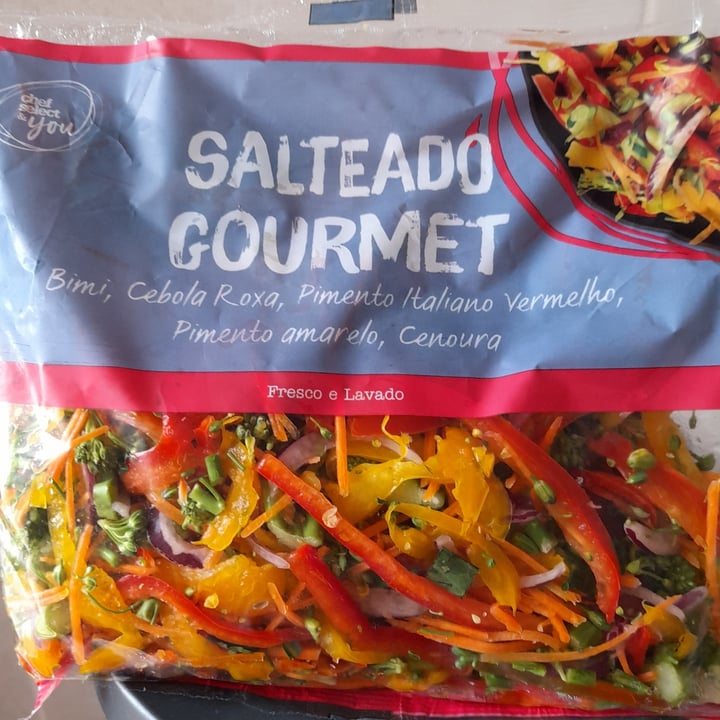 chef
select
& you
SALTEADO
GOURMET
Bimi, Cebola Roxa, Pimento Italiano Vermelho,
Pimento amarelo, Cenoura
Fresco e Lavado